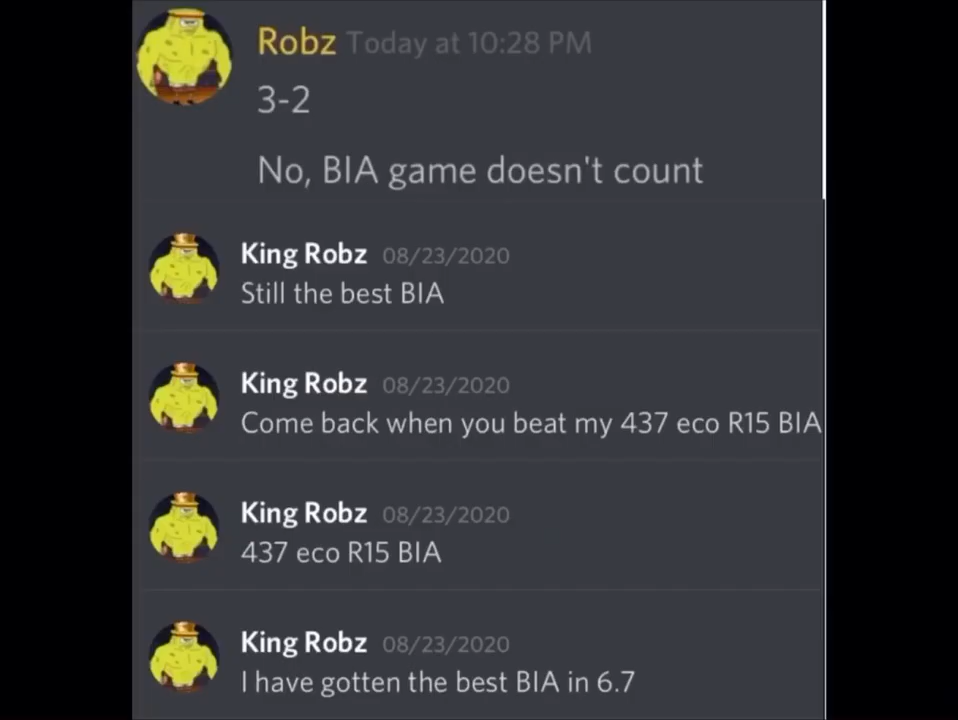 Robz Today at 10:28 PM
3-2
No, BIA game doesn't count
King Robz 08/23/2020
Still the best BIA
King Robz 08/23/2020
Come back when you beat my 437 eco R15 BIA
King Robz 08/23/2020
437 eco R15 BIA
King Robz 08/23/2020
I have gotten the best BIA in 6.7